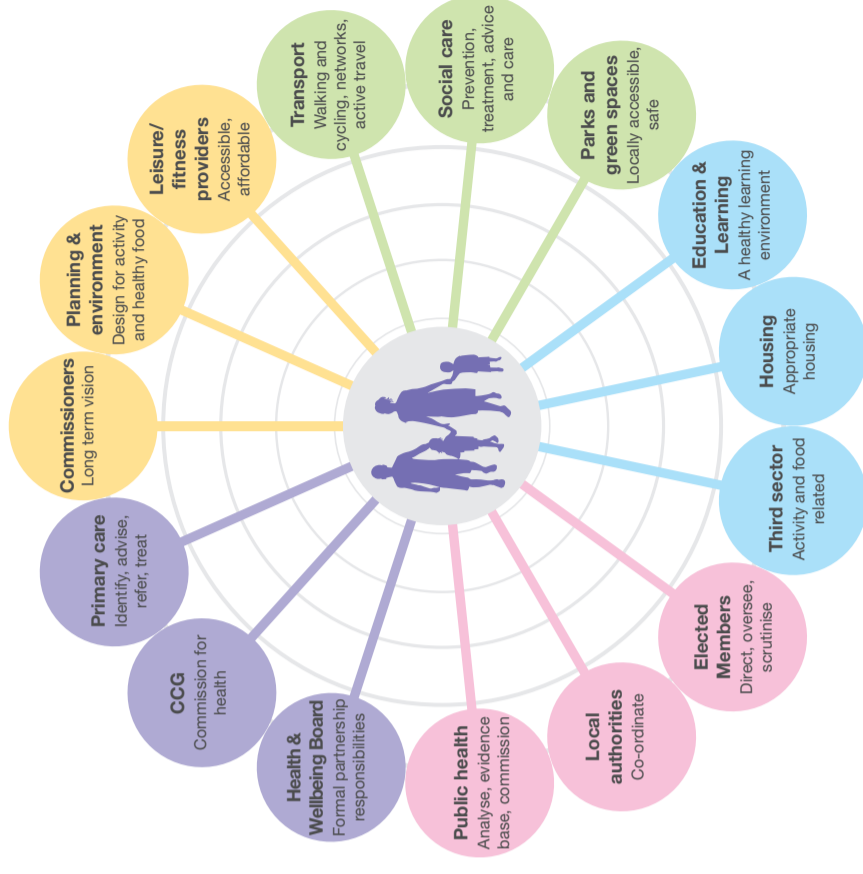 Transport
Walking and
cycling, networks,
active travel
Social care
Prevention,
treatment, advice
and care
Parks and
green spaces
Locally accessible,
safe
Education &
Learning
A healthy learning
environment
Housing
Appropriate
housing
Third sector
Activity and food
related
Elected
Members
Direct, oversee,
scrutinise
Local
authorities
Co-ordinate
Public health
Analyse, evidence
base, commission
Health &
Wellbeing Board
Formal partnership
responsibilities
CCG
Commission for
health
Primary care
Identify, advise,
refer, treat
Commissioners
Long term vision
Planning &
environment
Design for activity
and healthy food
Leisure/
fitness
providers
Accessible,
affordable